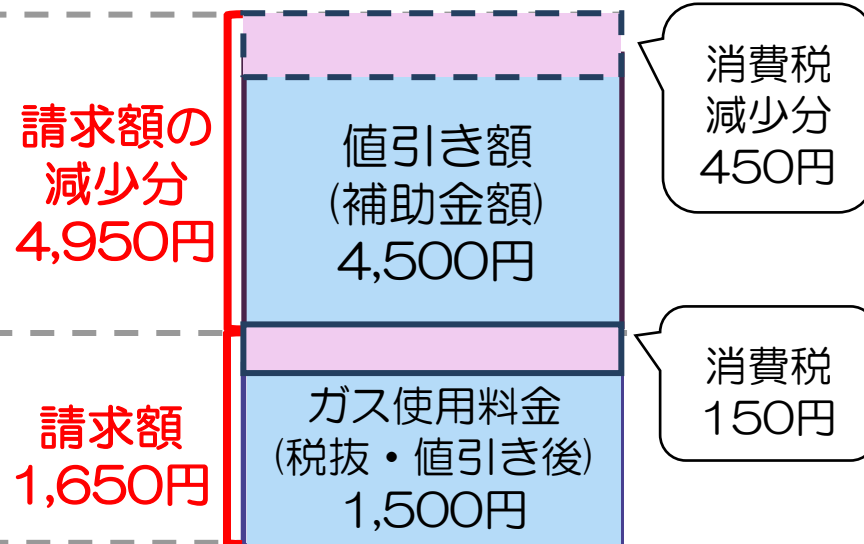 請求額の
減少分
4,950円
値引き額
(補助金額)
4,500円
消費税
減少分
450円
請求額
1,650円
ガス使用料金
(税抜・値引き後)
1,500円
消費税
150円